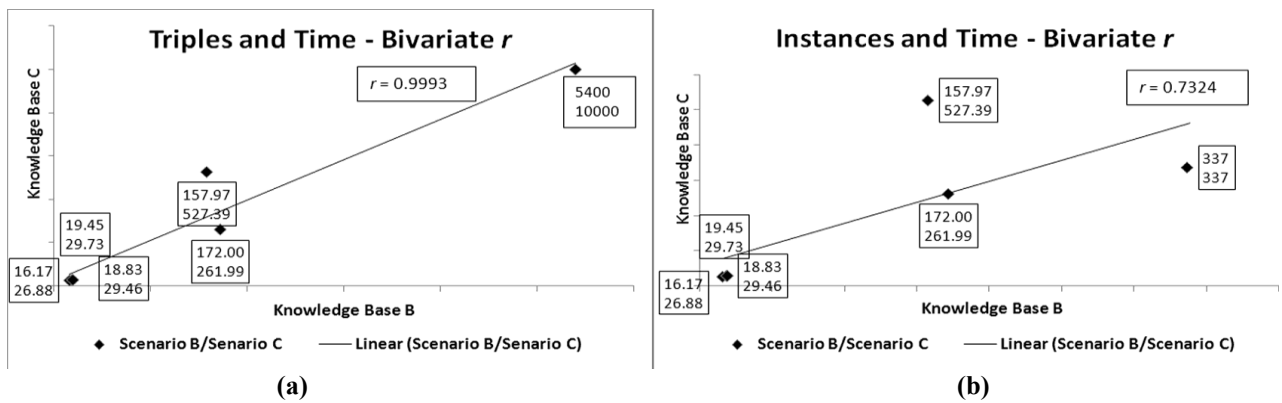 Triples and Time - Bivariate r
Knowledge Base C
r = 0.9993
5400
10000
157.97
527.39
19.45
29.73
172.00
261.99
16.17
26.88
18.83
29.46
Knowledge Base B
Scenario B/Senario C
Linear (Scenario B/Senario C)
(a)
Instances and Time - Bivariate r
Knowledge Base C
157.97
527.39
r = 0.7324
337
337
172.00
261.99
19.45
29.73
18.83
29.46
16.17
26.88
Knowledge Base B
Scenario B/Scenario C
Linear (Scenario B/Scenario C)
(b)